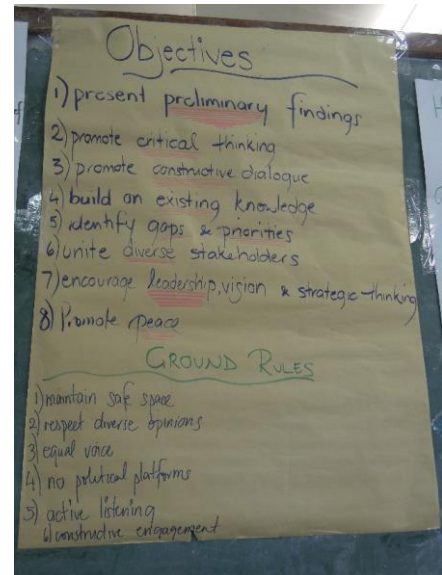 Objectives
1) present preliminary findings
2) promote critical thinking
3) promote constructive dialogue
4) build on existing knowledge
5) identify gaps & priorities
6) unite diverse stakeholders
7) encourage leadership, vision & strategic thinking
8) Promote peace
GROUND RULES
1) maintain safe space
2) respect diverse opinions
3) equal voice
4) no political platforms
5) active listening
6) constructive engagement